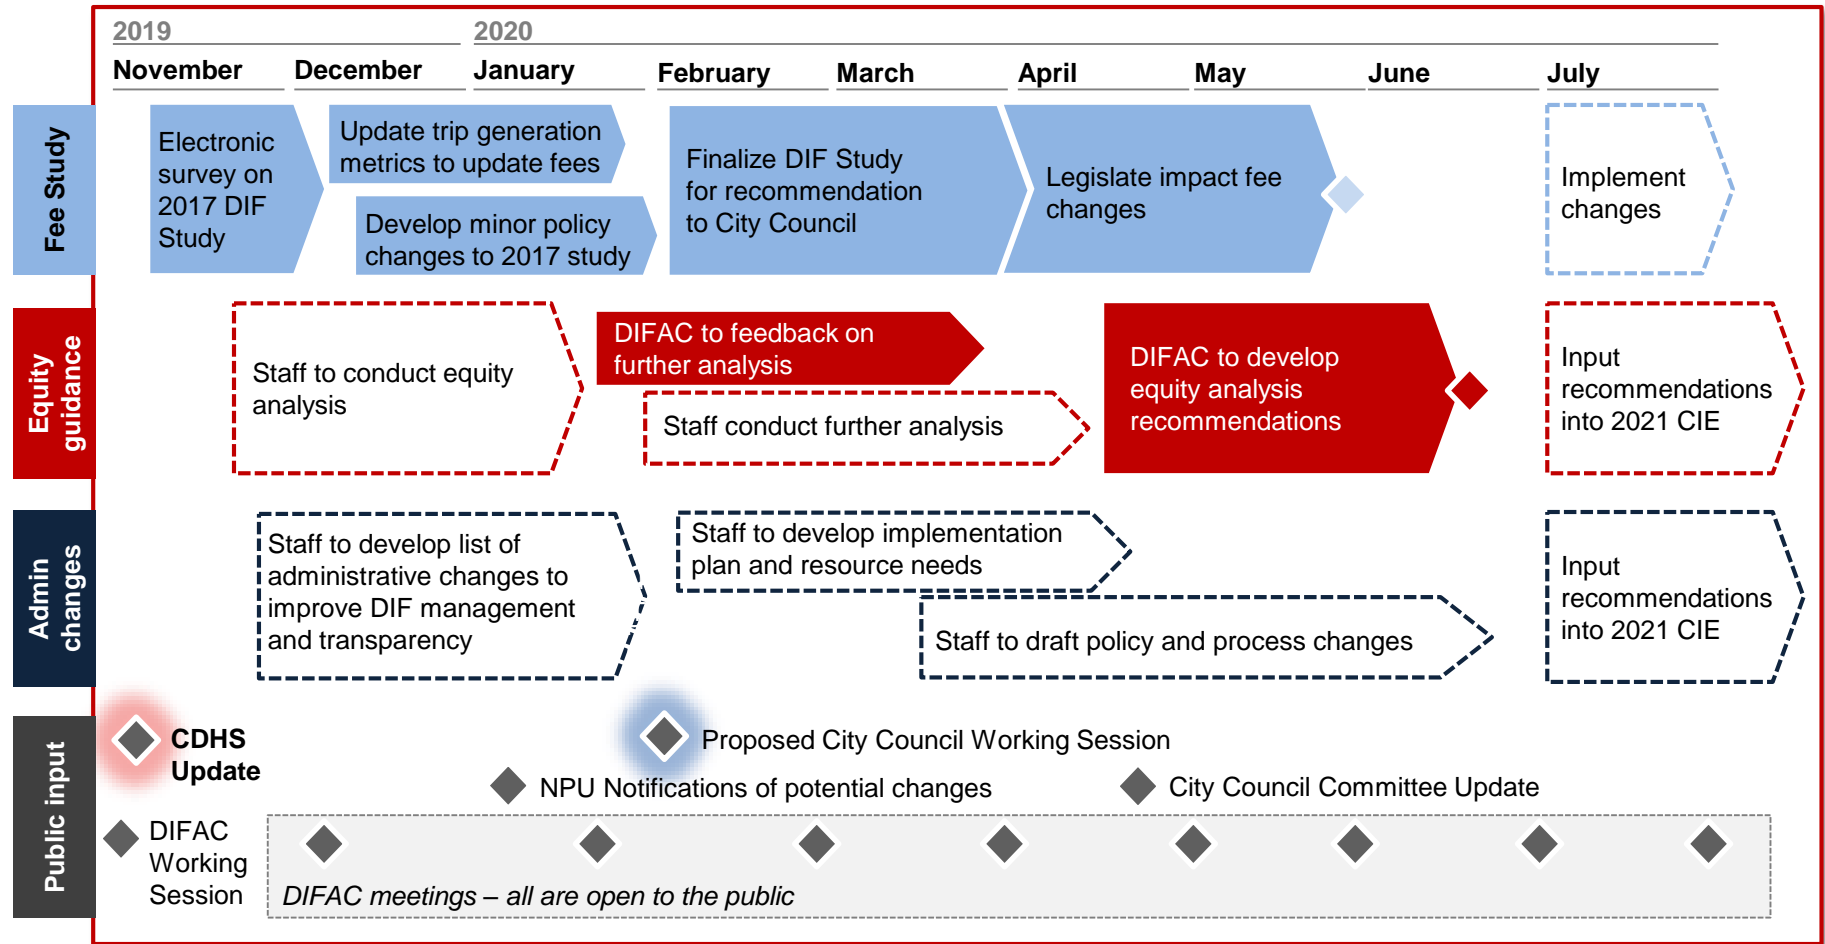 2019
2020
November
December
January
February
March
April
May
June
July
Fee Study
Electronic
survey on
2017 DIF
Study
Update trip generation
metrics to update fees
Develop minor policy
changes to 2017 study
Finalize DIF Study
for recommendation
to City Council
Legislate impact fee
changes
Implement
changes
Equity
guidance
Staff to conduct equity
analysis
DIFAC to feedback on
further analysis
Staff conduct further analysis
DIFAC to develop
equity analysis
recommendations
Input
recommendations
into 2021 CIE
Admin
changes
Staff to develop list of
administrative changes to
improve DIF management
and transparency
Staff to develop implementation
plan and resource needs
Staff to draft policy and process changes
Input
recommendations
into 2021 CIE
Public input
CDHS
Update
Proposed City Council Working Session
NPU Notifications of potential changes
City Council Committee Update
DIFAC
Working
Session
DIFAC meetings – all are open to the public